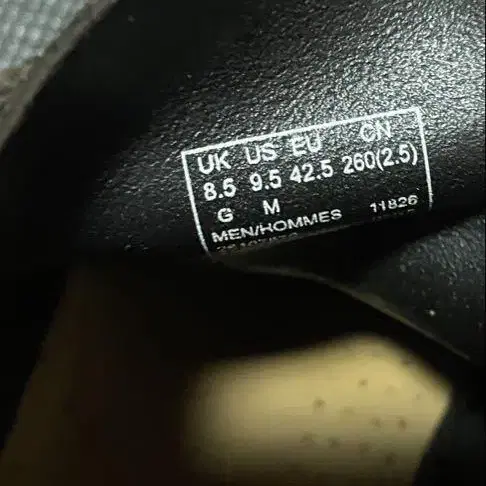 UK US EU CN
8.5 9.5 42.5 260(2.5)
G M
MEN/HOMMES 11826